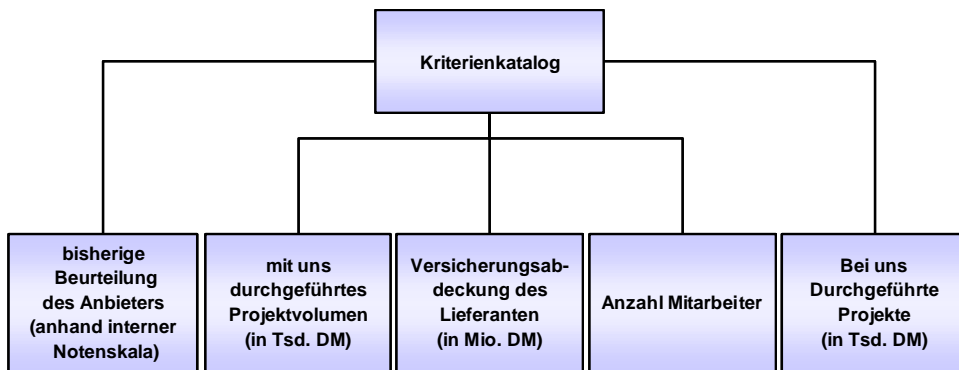 Kriterienkatalog
bisherige
Beurteilung
des Anbieters
(anhand interner
Notenskala)
mit uns
durchgeführtes
Projektvolumen
(in Tsd. DM)
Versicherungsab-
deckung des
Lieferanten
(in Mio. DM)
Anzahl Mitarbeiter
Bei uns
Durchgeführte
Projekte
(in Tsd. DM)